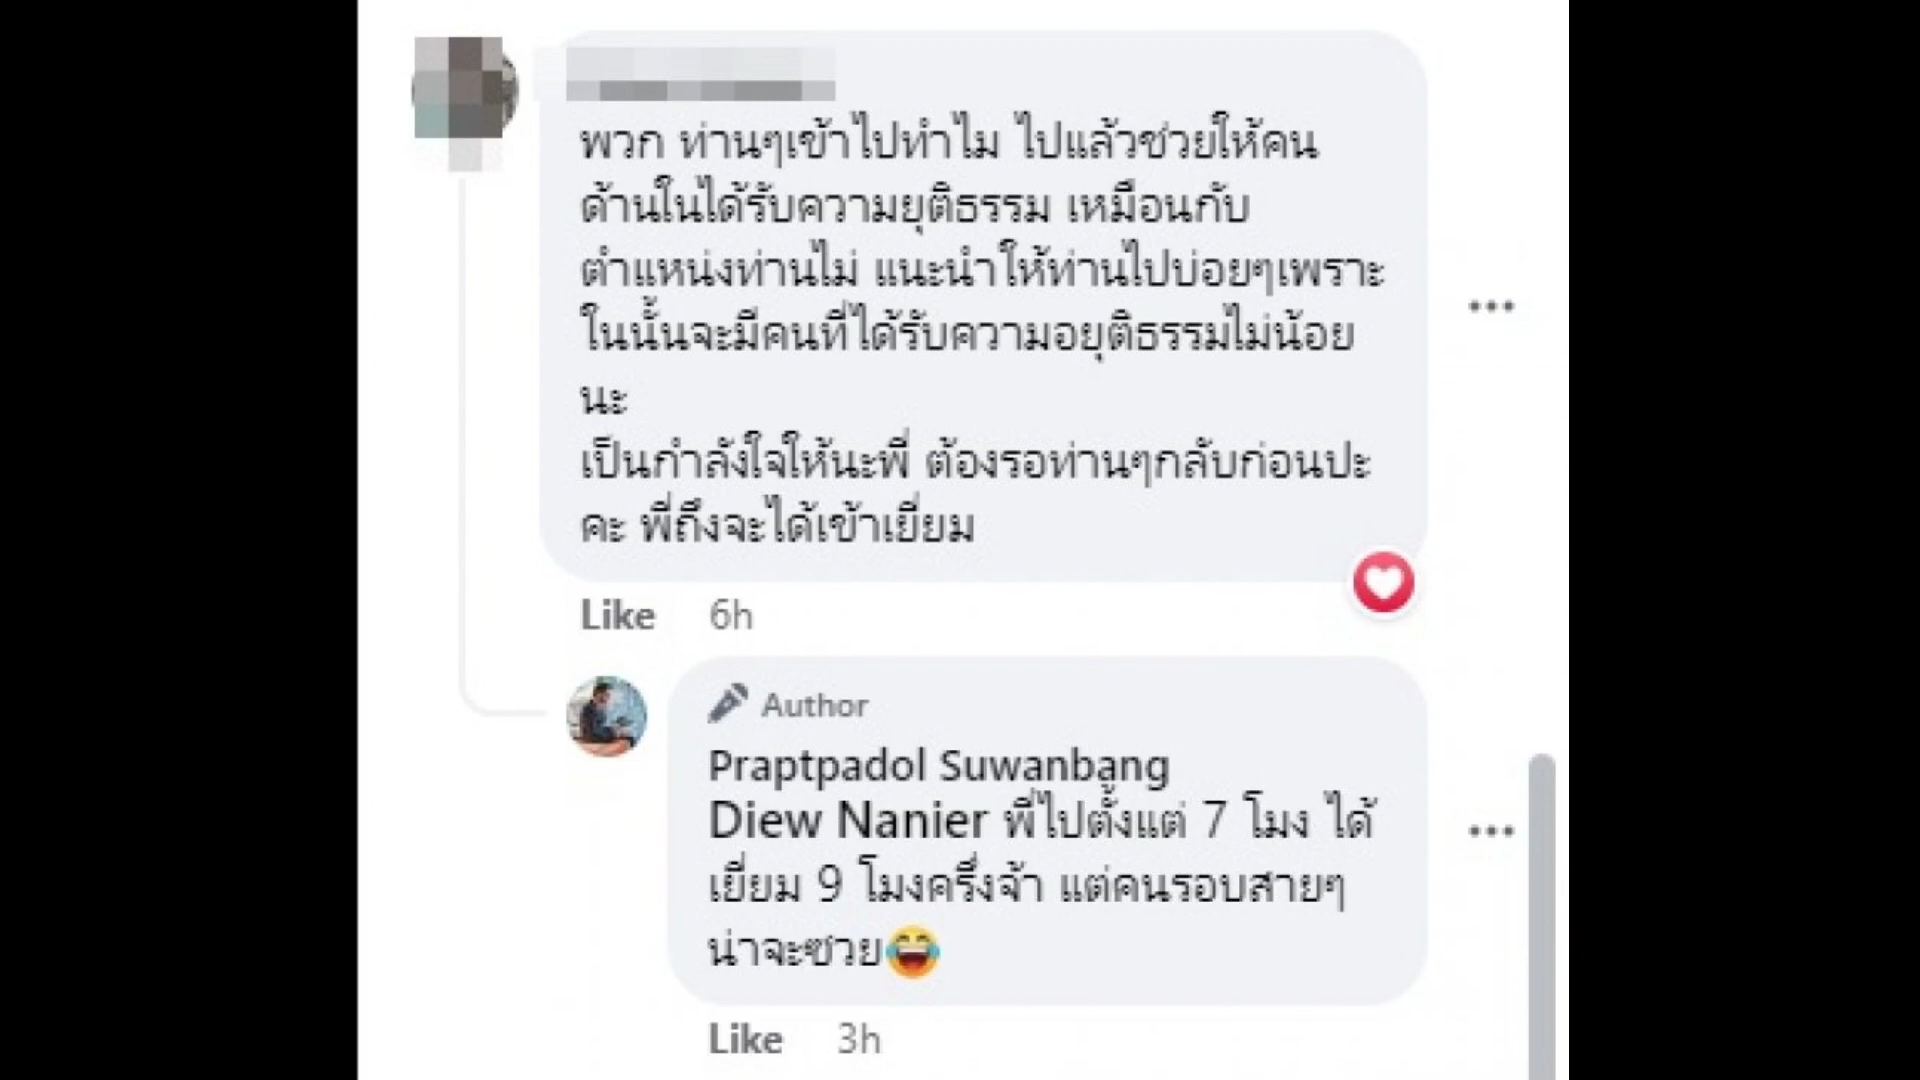 พวก ท่านๆเข้าไปทำไม ไปแล้วช่วยให้คน
ด้านในได้รับความยุติธรรม เหมือนกับ
ตำแหน่งท่านไม่ แนะนำให้ท่านไปบ่อยๆเพราะ
ในนั้นจะมีคนที่ได้รับความอยุติธรรมไม่น้อย
นะ
เป็นกำลังใจให้นะพี่ ต้องรอท่านๆกลับก่อนปะ
คะ พี่ถึงจะได้เข้าเยี่ยม
Like 6h
Author
Praptpadol Suwanbang
Diew Nanier พี่ไปตั้งแต่ 7 โมง ได้
เยี่ยม 9 โมงครึ่งจ้า แต่คนรอบสายๆ
น่าจะซวย😂
Like 3h